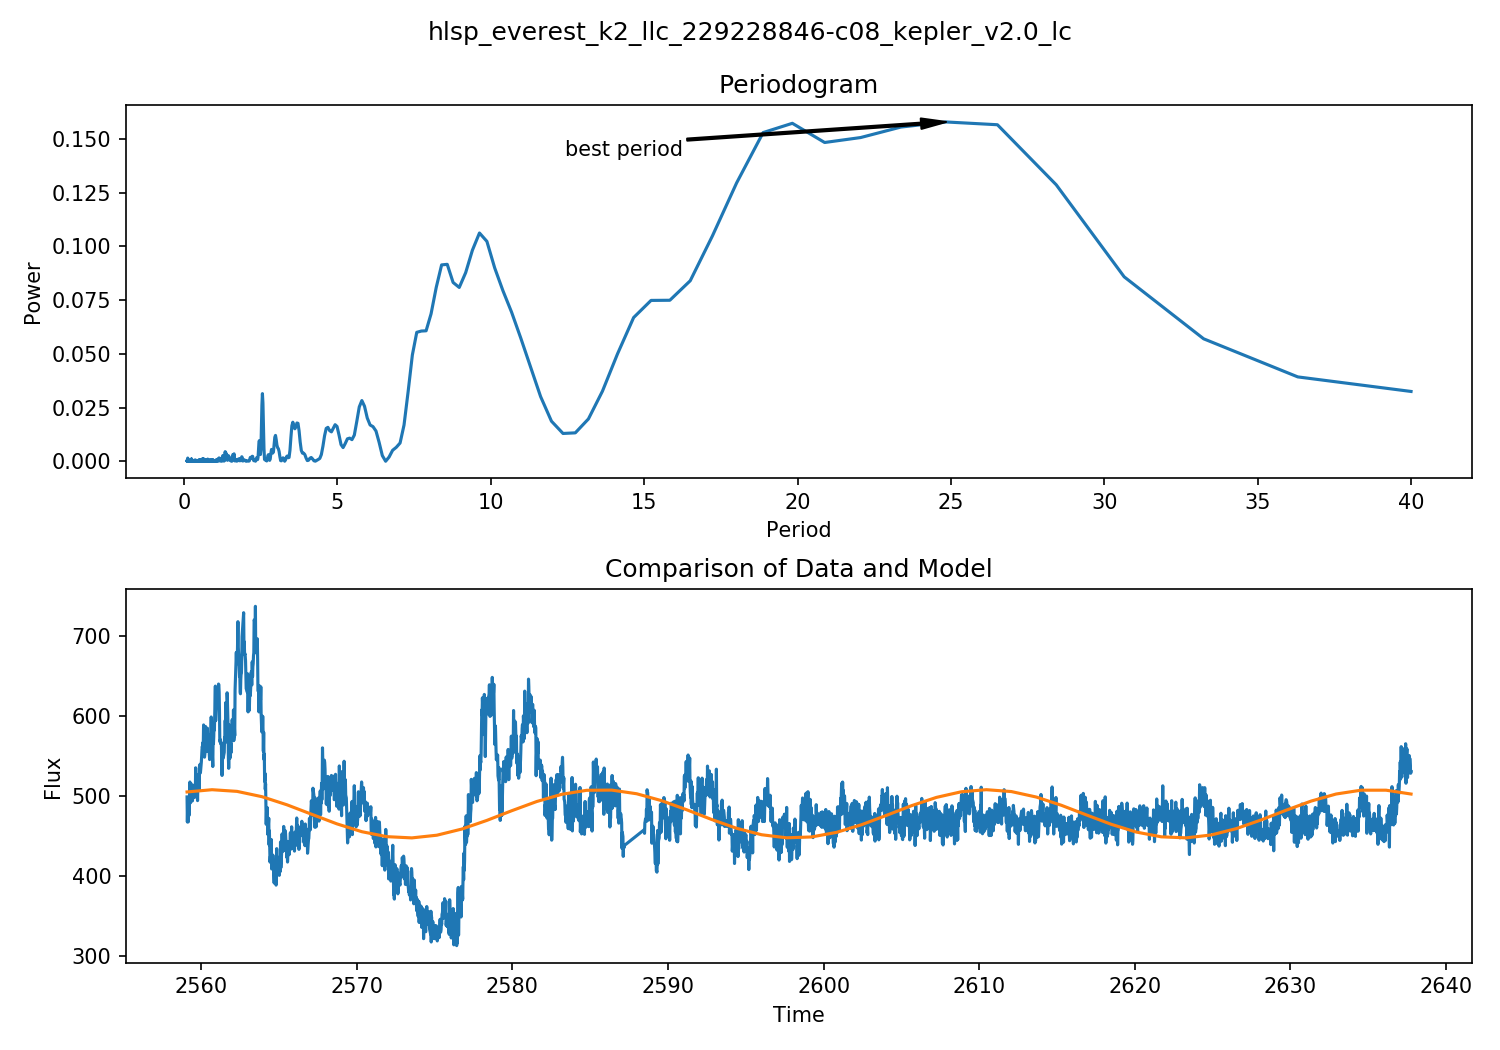 hlsp_everest_k2_llc_229228846-c08_kepler_v2.0_lc
Periodogram
0.150
0.125
0.100
0.075
0.050
0.025
0.000
Power
best period
0 5 10 15 20 25 30 35 40
Period
Comparison of Data and Model
700
600
500
400
300
Flux
2560 2570 2580 2590 2600 2610 2620 2630 2640
Time